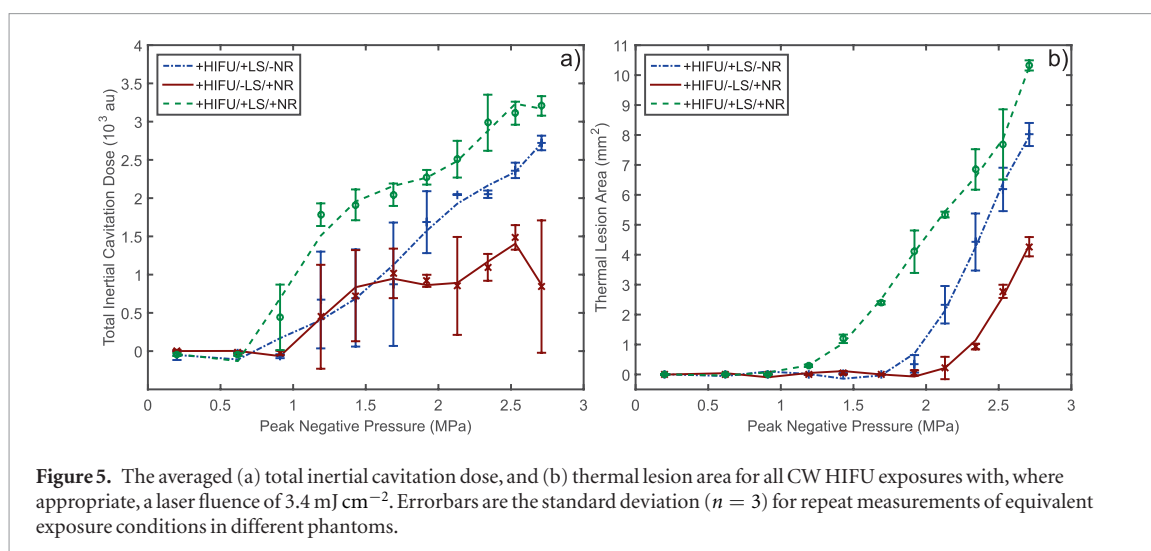 a)
+HIFU/+LS/-NR
+HIFU/-LS/+NR
+HIFU/+LS/+NR
Total Inertial Cavitation Dose (10³ au)
4
3.5
3
2.5
2
1.5
1
0.5
0
0 0.5 1 1.5 2 2.5 3
Peak Negative Pressure (MPa)
b)
+HIFU/+LS/-NR
+HIFU/-LS/+NR
+HIFU/+LS/+NR
Thermal Lesion Area (mm²)
11
10
9
8
7
6
5
4
3
2
1
0
0 0.5 1 1.5 2 2.5 3
Peak Negative Pressure (MPa)
Figure 5. The averaged (a) total inertial cavitation dose, and (b) thermal lesion area for all CW HIFU exposures with, where
appropriate, a laser fluence of 3.4 mJ cm⁻². Errorbars are the standard deviation (n = 3) for repeat measurements of equivalent
exposure conditions in different phantoms.